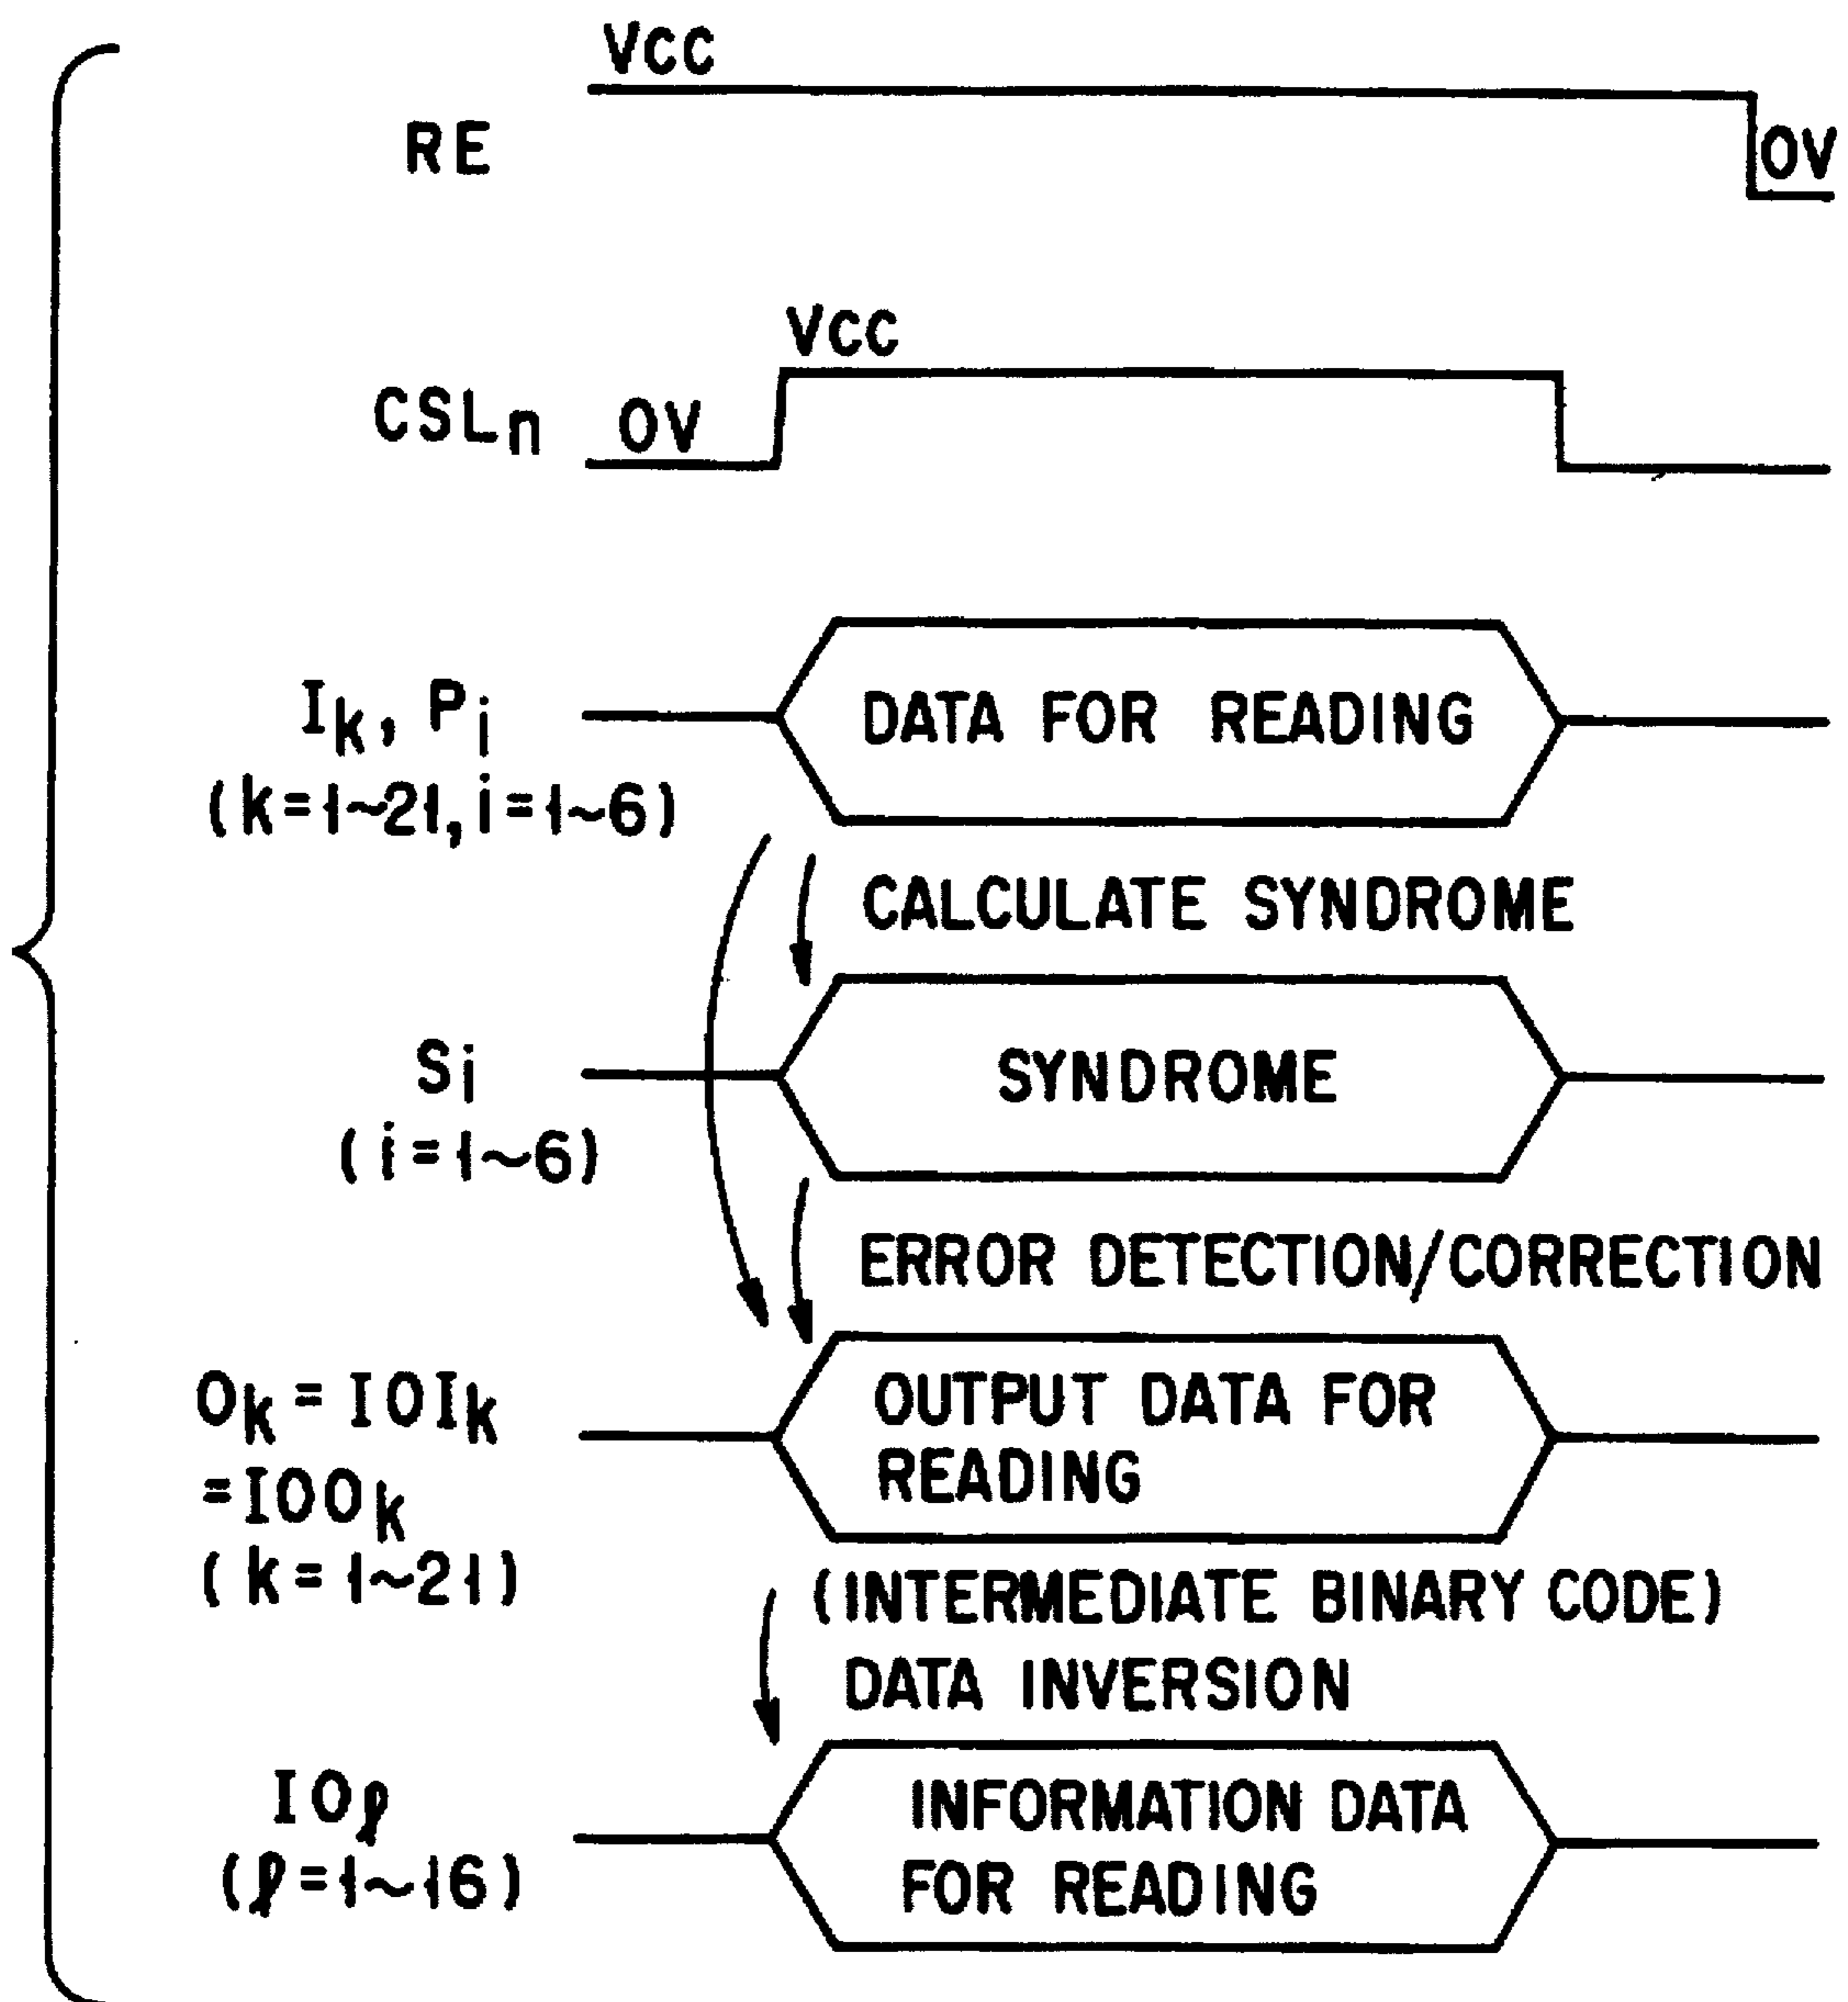 VCC
RE
0V
VCC
CSLn 0V
Ik, Pi
(k=1~21, i=1~6)
DATA FOR READING
CALCULATE SYNDROME
Si
(i=1~6)
SYNDROME
ERROR DETECTION/CORRECTION
Ok=IOIk
=IOOk
(k=1~21)
OUTPUT DATA FOR
READING
(INTERMEDIATE BINARY CODE)
DATA INVERSION
IOℓ
(ℓ=1~16)
INFORMATION DATA
FOR READING